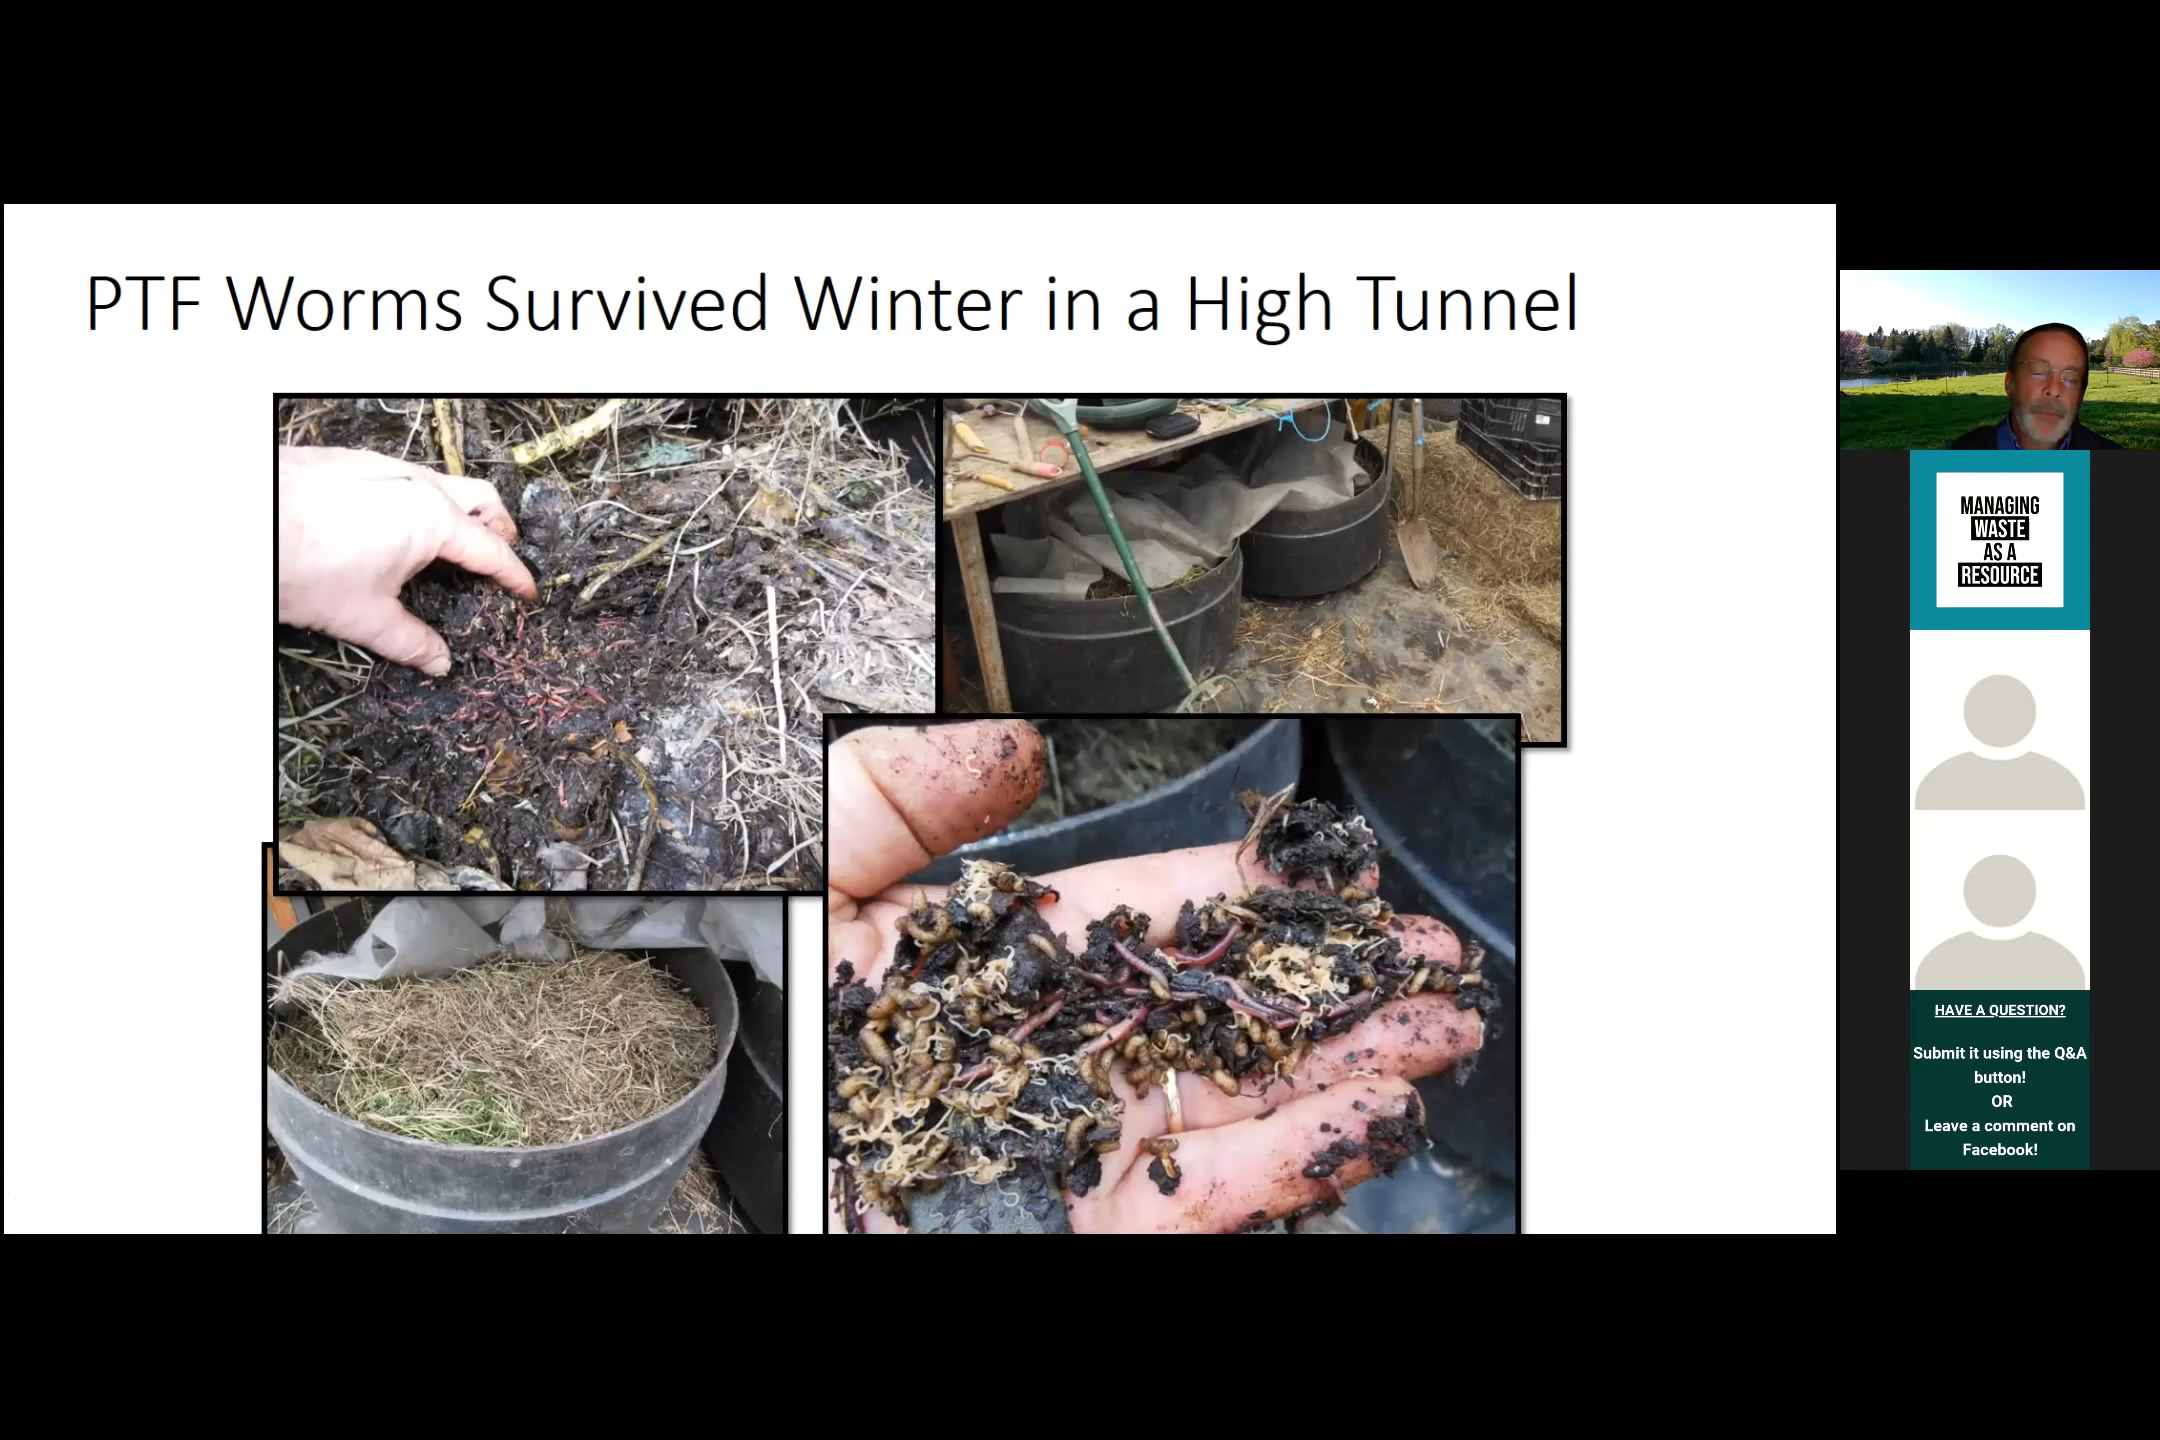 PTF Worms Survived Winter in a High Tunnel
MANAGING
WASTE
AS A
RESOURCE
HAVE A QUESTION?
Submit it using the Q&A
button!
OR
Leave a comment on
Facebook!